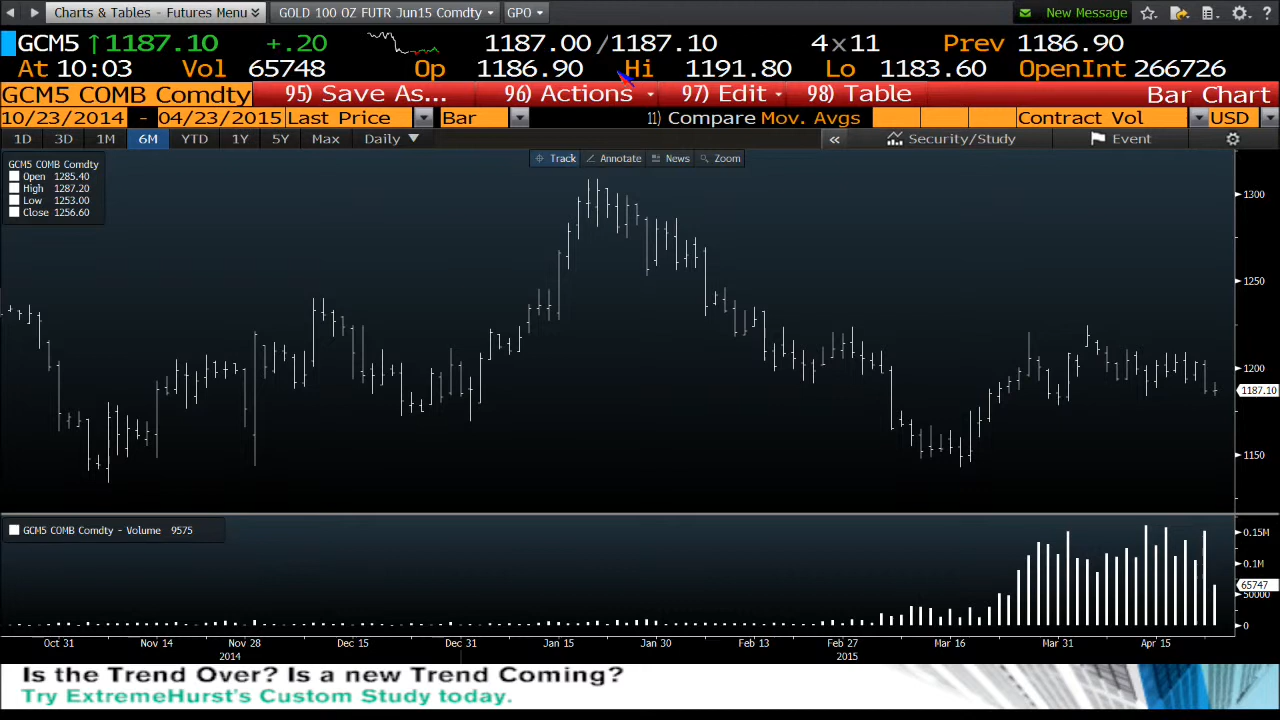 Charts & Tables - Futures Menu GOLD 100 OZ FUTR Jun15 Comdty GPO New Message
GCM5 ↑1187.10 +.20 1187.00 /1187.10 4×11 Prev 1186.90
At 10:03 Vol 65748 Op 1186.90 Hi 1191.80 Lo 1183.60 OpenInt 266726
GCM5 COMB Comdty 95) Save As... 96) Actions 97) Edit 98) Table Bar Chart
10/23/2014 - 04/23/2015 Last Price Bar 11) Compare Mov. Avgs Contract Vol USD
1D 3D 1M 6M YTD 1Y 5Y Max Daily « Security/Study Event
Track Annotate News Zoom
GCM5 COMB Comdty
Open 1285.40
High 1287.20
Low 1253.00
Close 1256.60
1300
1250
1200
1187.10
1150
GCM5 COMB Comdty - Volume 9575
0.15M
0.1M
65747
50000
0
Oct 31 Nov 14 Nov 28 Dec 15 Dec 31 Jan 15 Jan 30 Feb 13 Feb 27 Mar 16 Mar 31 Apr 15
2014 2015
Is the Trend Over? Is a new Trend Coming?
Try ExtremeHurst's Custom Study today.